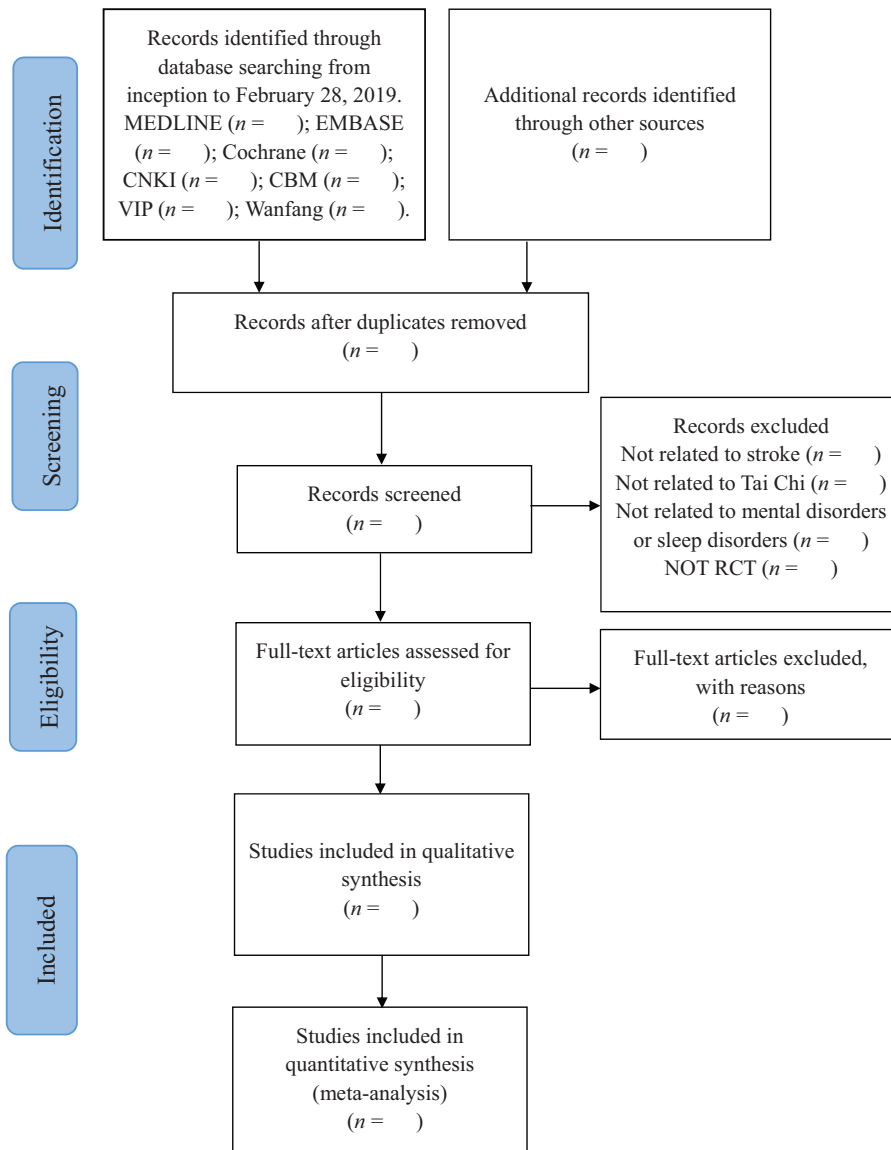 Identification
Records identified through
database searching from
inception to February 28, 2019.
MEDLINE (n = ); EMBASE
(n = ); Cochrane (n = );
CNKI (n = ); CBM (n = );
VIP (n = ); Wanfang (n = ).
Additional records identified
through other sources
(n = )
Records after duplicates removed
(n = )
Screening
Records screened
(n = )
Records excluded
Not related to stroke (n = )
Not related to Tai Chi (n = )
Not related to mental disorders
or sleep disorders (n = )
NOT RCT (n = )
Eligibility
Full-text articles assessed for
eligibility
(n = )
Full-text articles excluded,
with reasons
(n = )
Included
Studies included in qualitative
synthesis
(n = )
Studies included in
quantitative synthesis
(meta-analysis)
(n = )